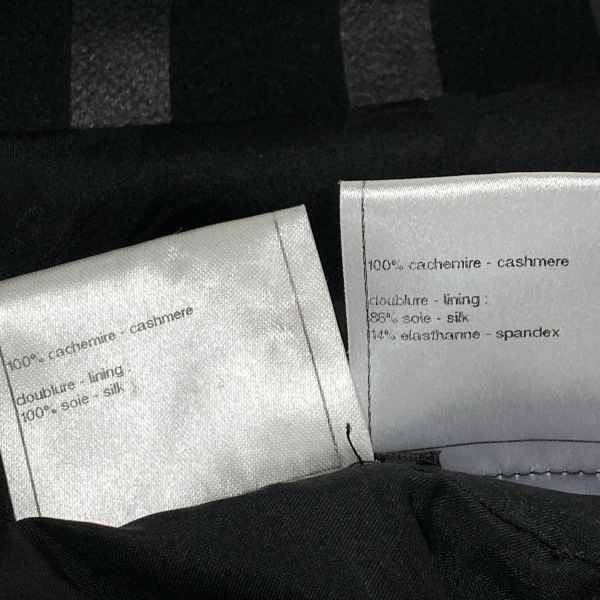 100% cachemire - cashmere
doublure - lining :
100% soie - silk
100% cachemire - cashmere
doublure - lining :
86% soie - silk
14% elasthanne - spandex